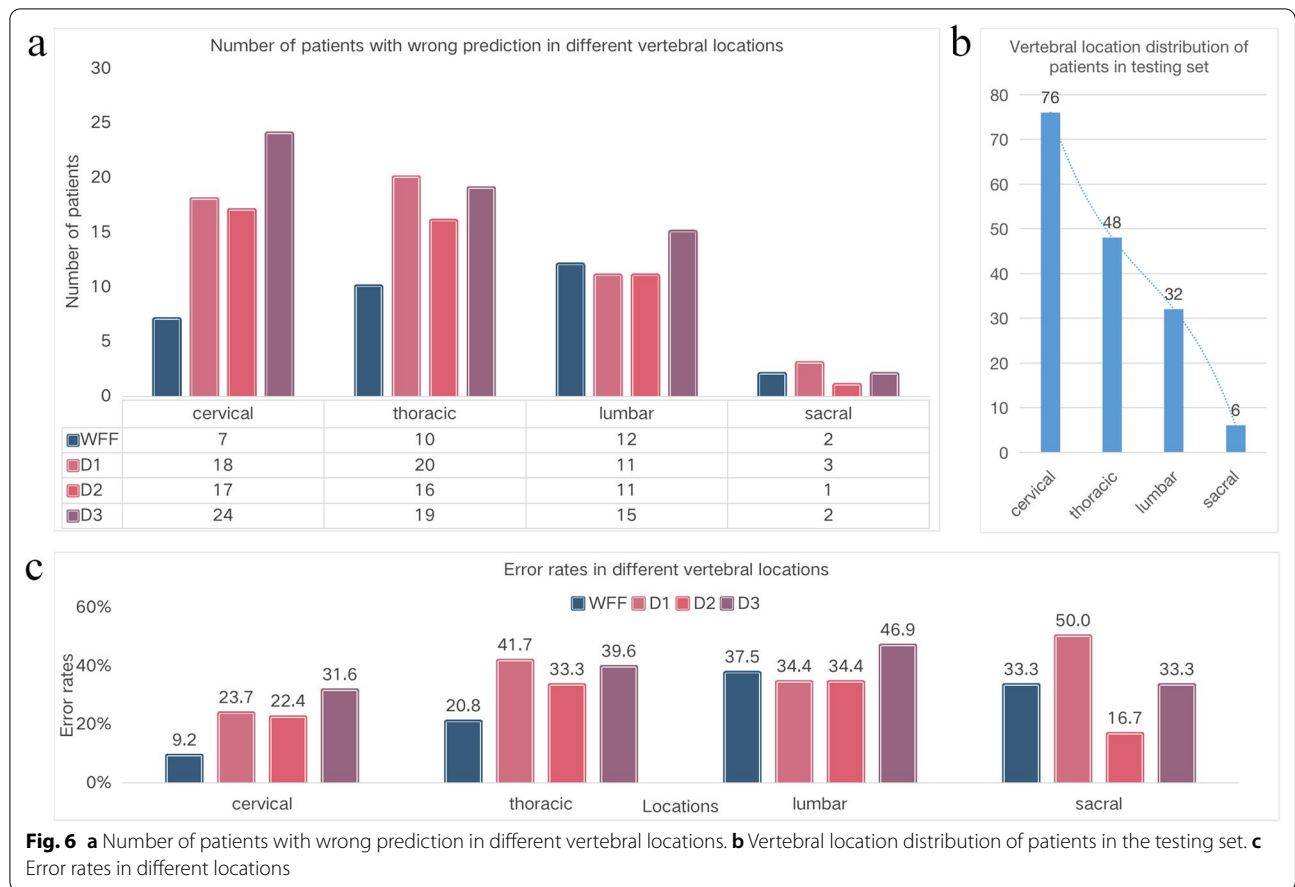 a
Number of patients with wrong prediction in different vertebral locations
30
25
20
15
10
5
0
Number of patients
cervical thoracic lumbar sacral
WFF 7 10 12 2
D1 18 20 11 3
D2 17 16 11 1
D3 24 19 15 2
b
Vertebral location distribution of
patients in testing set
80
70
60
50
40
30
20
10
0
76
48
32
6
cervical
thoracic
lumbar
sacral
c
Error rates in different vertebral locations
WFF D1 D2 D3
60%
40%
20%
0%
Error rates
9.2 23.7 22.4 31.6
20.8 41.7 33.3 39.6
37.5 34.4 34.4 46.9
33.3 50.0 16.7 33.3
cervical thoracic Locations lumbar sacral
Fig. 6 a Number of patients with wrong prediction in different vertebral locations. b Vertebral location distribution of patients in the testing set. c
Error rates in different locations